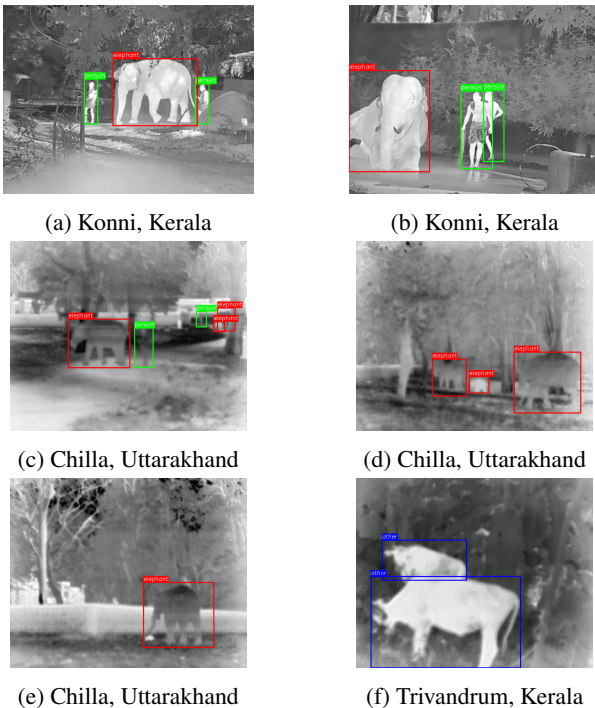 elephant
person
person
elephant
person
person
(a) Konni, Kerala
(b) Konni, Kerala
elephant
person
person
elephant
elephant
elephant
elephant
elephant
(c) Chilla, Uttarakhand
(d) Chilla, Uttarakhand
elephant
other
other
(e) Chilla, Uttarakhand
(f) Trivandrum, Kerala